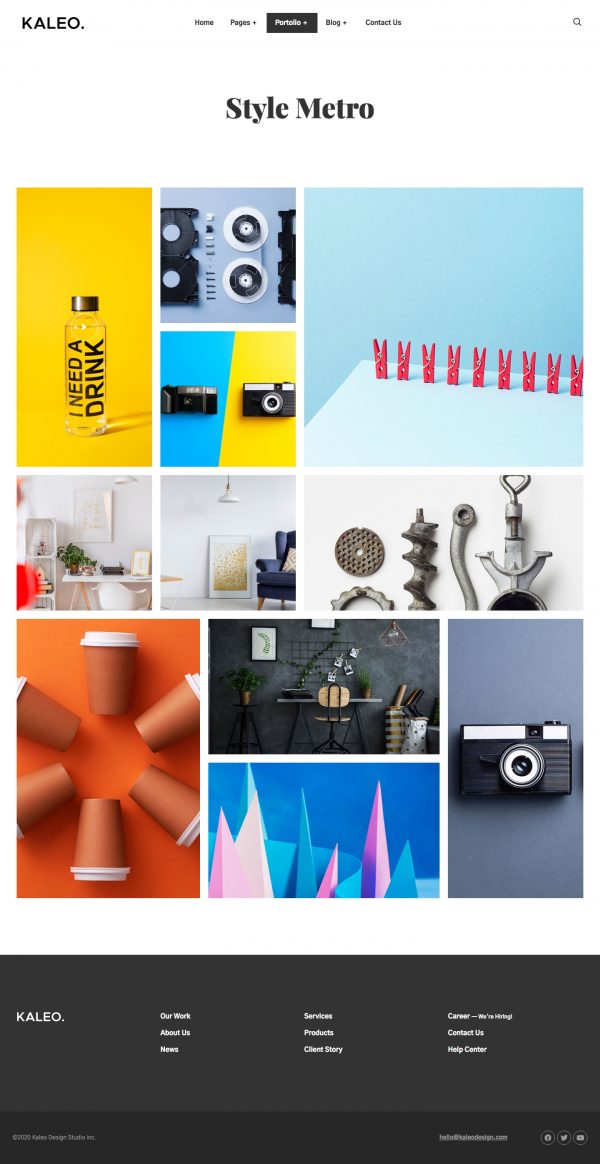 KALEO.
Home Pages + Portolio + Blog + Contact Us
Style Metro
I NEED A
DRINK
KALEO.
Our Work
About Us
News
Services
Products
Client Story
Career — We're Hiring!
Contact Us
Help Center
©2020 Kaleo Design Studio Inc.
hello@kaleodesign.com